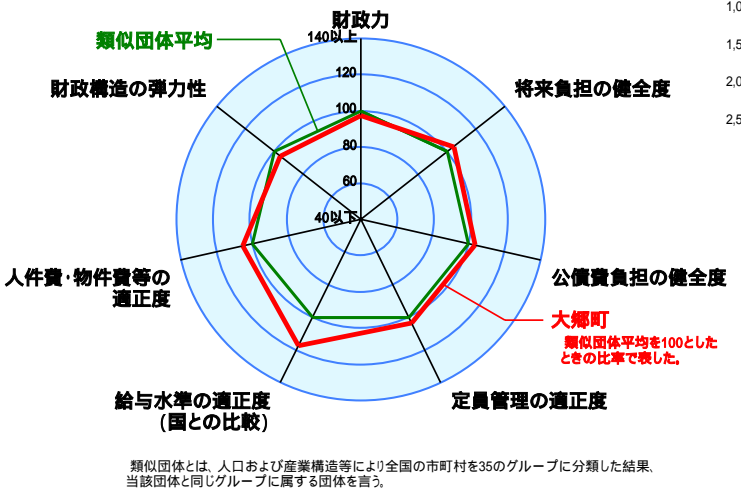 財政力
140以上
類似団体平均
120
財政構造の弾力性
将来負担の健全度
100
80
60
40以下
人件費・物件費等の
適正度
公債費負担の健全度
大郷町
類似団体平均を100とした
ときの比率で表した。
給与水準の適正度
(国との比較)
定員管理の適正度
類似団体とは、人口および産業構造等により全国の市町村を35のグループに分類した結果、
当該団体と同じグループに属する団体を言う。
1,0
1,5
2,0
2,5